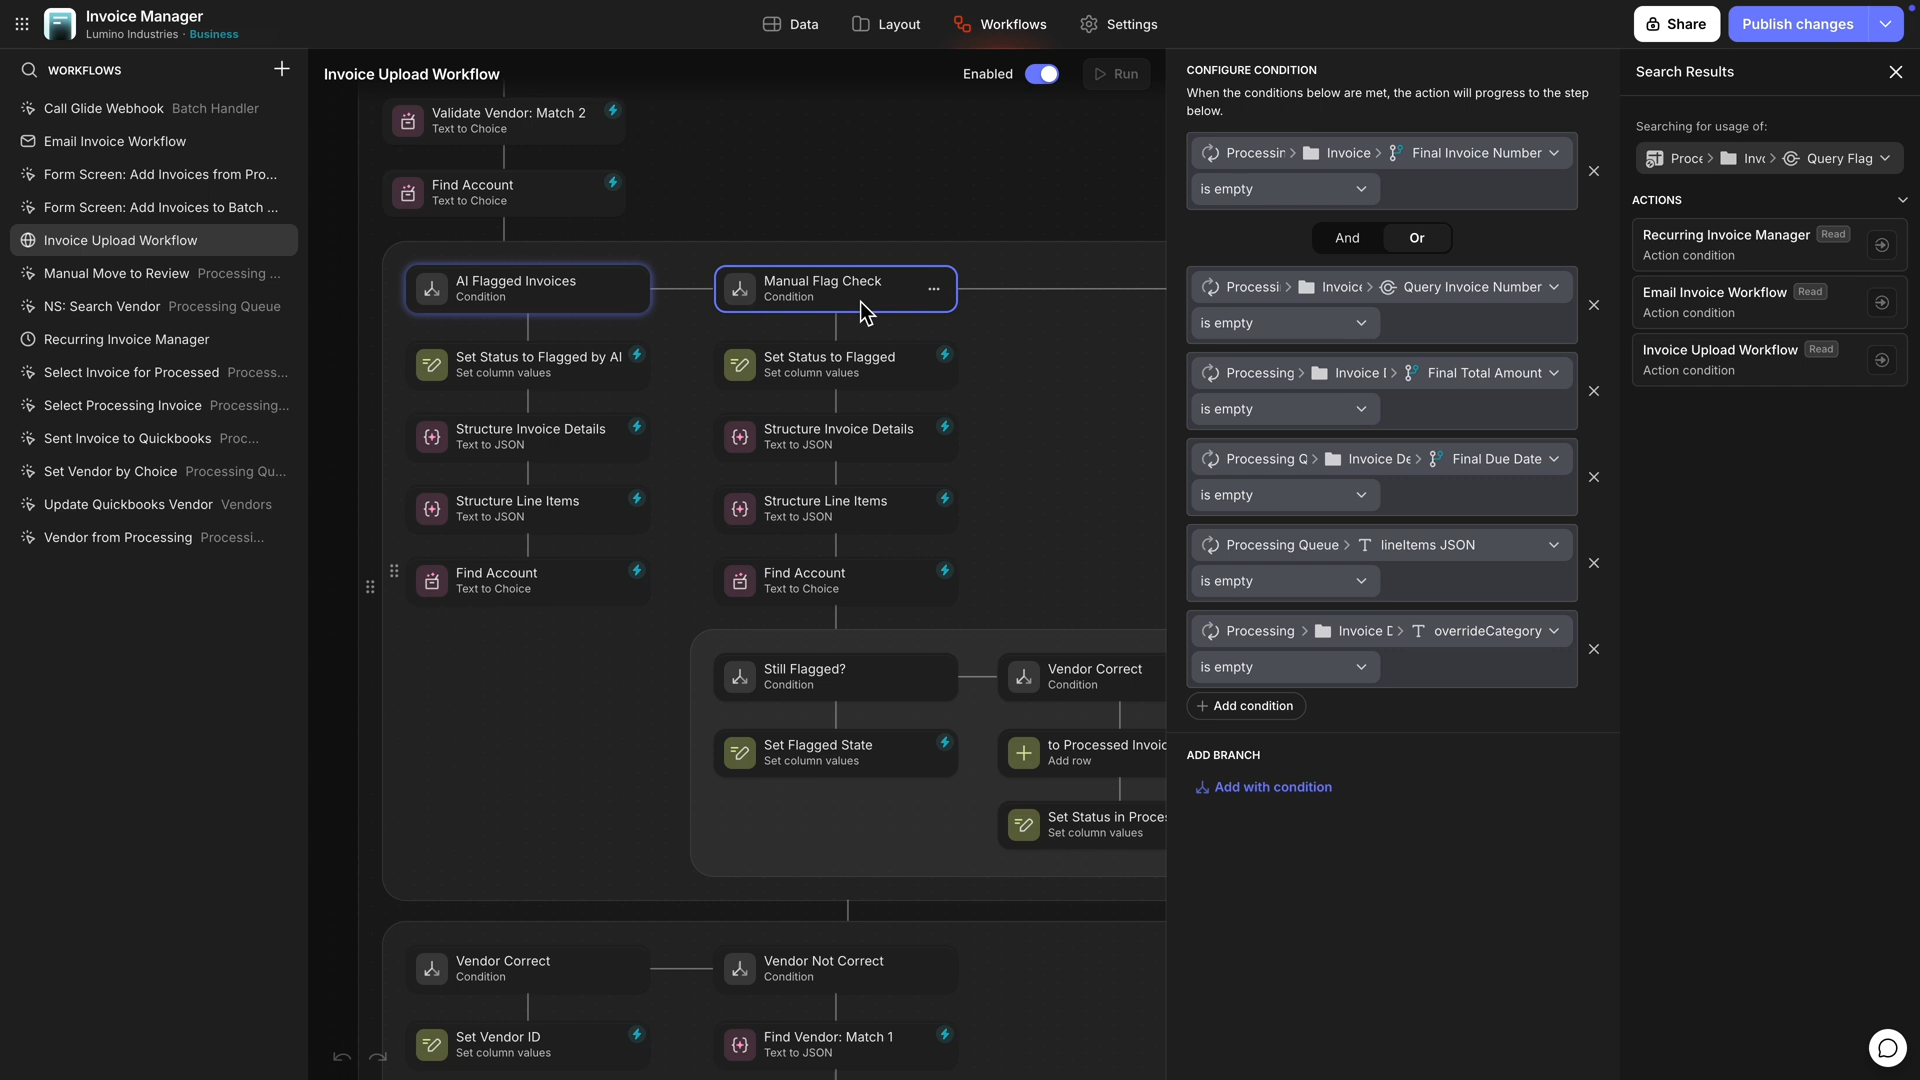 Invoice Manager
Lumino Industries · Business
Data
Layout
Workflows
Settings
Share
Publish changes
WORKFLOWS
Call Glide Webhook Batch Handler
Email Invoice Workflow
Form Screen: Add Invoices from Pro...
Form Screen: Add Invoices to Batch ...
Invoice Upload Workflow
Manual Move to Review Processing ...
NS: Search Vendor Processing Queue
Recurring Invoice Manager
Select Invoice for Processed Process...
Select Processing Invoice Processing...
Sent Invoice to Quickbooks Proc...
Set Vendor by Choice Processing Qu...
Update Quickbooks Vendor Vendors
Vendor from Processing Processi...
Invoice Upload Workflow
Enabled
Run
Validate Vendor: Match 2
Text to Choice
Find Account
Text to Choice
AI Flagged Invoices
Condition
Manual Flag Check
Condition
Set Status to Flagged by AI
Set column values
Set Status to Flagged
Set column values
Structure Invoice Details
Text to JSON
Structure Invoice Details
Text to JSON
Structure Line Items
Text to JSON
Structure Line Items
Text to JSON
Find Account
Text to Choice
Find Account
Text to Choice
Still Flagged?
Condition
Vendor Correct
Condition
Set Flagged State
Set column values
to Processed Invoic
Add row
Set Status in Proces
Set column values
Vendor Correct
Condition
Vendor Not Correct
Condition
Set Vendor ID
Set column values
Find Vendor: Match 1
Text to JSON
CONFIGURE CONDITION
When the conditions below are met, the action will progress to the step
below.
Processin > Invoice > Final Invoice Number
is empty
And
Or
Processi > Invoice > Query Invoice Number
is empty
Processing > Invoice D > Final Total Amount
is empty
Processing Q > Invoice De > Final Due Date
is empty
Processing Queue > lineItems JSON
is empty
Processing > Invoice D > overrideCategory
is empty
Add condition
ADD BRANCH
Add with condition
Search Results
Searching for usage of:
Proce > Invo > Query Flag
ACTIONS
Recurring Invoice Manager Read
Action condition
Email Invoice Workflow Read
Action condition
Invoice Upload Workflow Read
Action condition